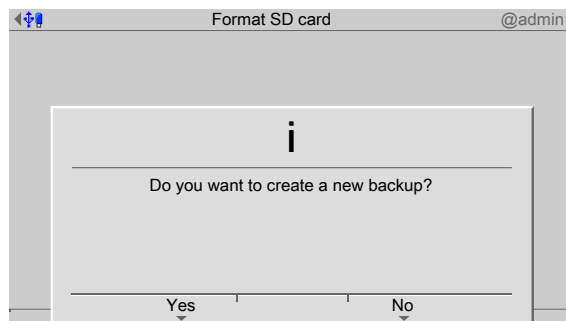 Format SD card @admin
i
Do you want to create a new backup?
Yes No